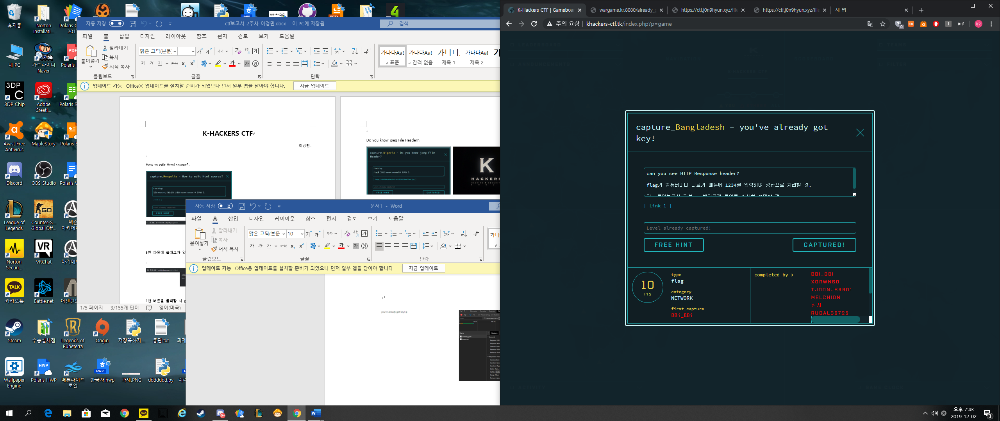 휴지통
Norton Installati...
Polaris O... 201
내 PC
카트라이더 Naver
Polaris
3DP Chip
Adobe Creati...
Polaris S
Avast Free Antivirus
MapleStory
Polaris S
Discord
OBS Studio
Polaris W
League of Legends
Counter-S... Global Off...
넥슨 아키에이
Norton Securi...
VRChat
아키에이
카카오톡
Battle.net
어센던트
Steam
수능실채점
Legends of Runeterra
Origin
저장꼭하자...
통관.txt
과제
Wallpaper Engine
Polaris HWP
배틀라이트 로얄
한국사.hwp
과제.PNG
ddddddd.py
리리
자동 저장 끔
ctf보고서_2주차_이경민.docx - 이 PC에 저장됨
검색
파일 홈 삽입 디자인 레이아웃 참조 편지 검토 보기 도움말
붙여넣기
잘라내기
복사
서식 복사
맑은 고딕(본문
가나다AaB 가나다AaB 가나다, 가나다AaB
표준 간격 없음 제목 1 제목 2
클립보드 글꼴 단락
업데이트 가능 Office용 업데이트를 설치할 준비가 되었으나 먼저 일부 앱을 닫아야 합니다. 지금 업데이트
K-HACKERS CTF
이경민
How to edit Html source?
capture_Mongolia - How to edit Html source?
Find Flag!
[ Link 1 ]
Level already captured!
FREE HINT
5번 파일에 플래그가 있
1번 버튼을 클릭할 시 g
Do you know jpeg File Header?
capture_Nigeria - Do you know jpeg File Header?
Find Flag
Level already captured!
FREE HINT CAPTURED!
K
HACKERS
1/5 페이지 3/155개 단어 영어(미국)
자동 저장 끔
문서1 - Word
파일 홈 삽입 디자인 레이아웃 참조 편지 검토 보기 도움말
붙여넣기
잘라내기
복사
서식 복사
맑은 고딕(본문 10
가나
클립보드 글꼴 단락
업데이트 가능 Office용 업데이트를 설치할 준비가 되었으나 먼저 일부 앱을 닫아야 합니다. 지금 업데이트
you've already got key! :p
K-Hackers CTF | Gameboar
wargame.kr:8080/already_g
https://ctf.j0n9hyun.xyz/file
https://ctf.j0n9hyun.xyz/file
새 탭
주의 요함 khackers-ctf.tk/index.php?p=game
경민
capture_Bangladesh - you've already got key!
can you see HTTP Response header?
flag가 컴퓨터마다 다르기 때문에 1234를 입력하여 정답으로 처리할 것.
[ Link 1 ]
Level already captured!
FREE HINT
CAPTURED!
10
PTS
type
flag
category
NETWORK
first_capture
BBi_BBi
completed_by >
BBI_BBI
XORWNSO
TJDDNJS9901
MELCHION
임시
RUDALS6725
오후 7:43
2019-12-02